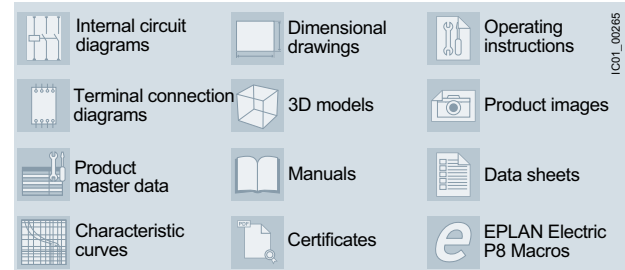 Internal circuit
diagrams
Dimensional
drawings
Operating
instructions
IC01_00265
Terminal connection
diagrams
3D models
Product images
Product
master data
Manuals
Data sheets
Characteristic
curves
PDF
Certificates
e
EPLAN Electric
P8 Macros